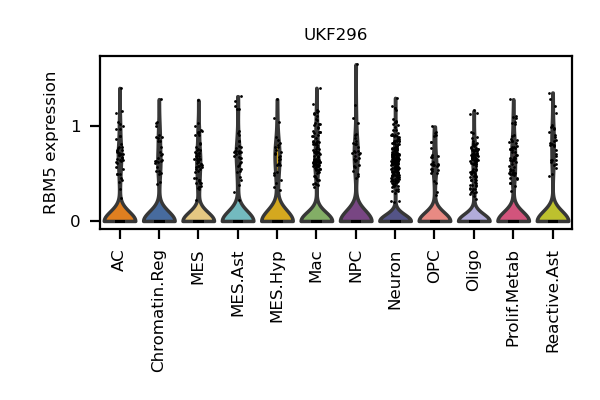 UKF296
RBM5 expression
1
0
AC
Chromatin.Reg
MES
MES.Ast
MES.Hyp
Mac
NPC
Neuron
OPC
Oligo
Prolif.Metab
Reactive.Ast